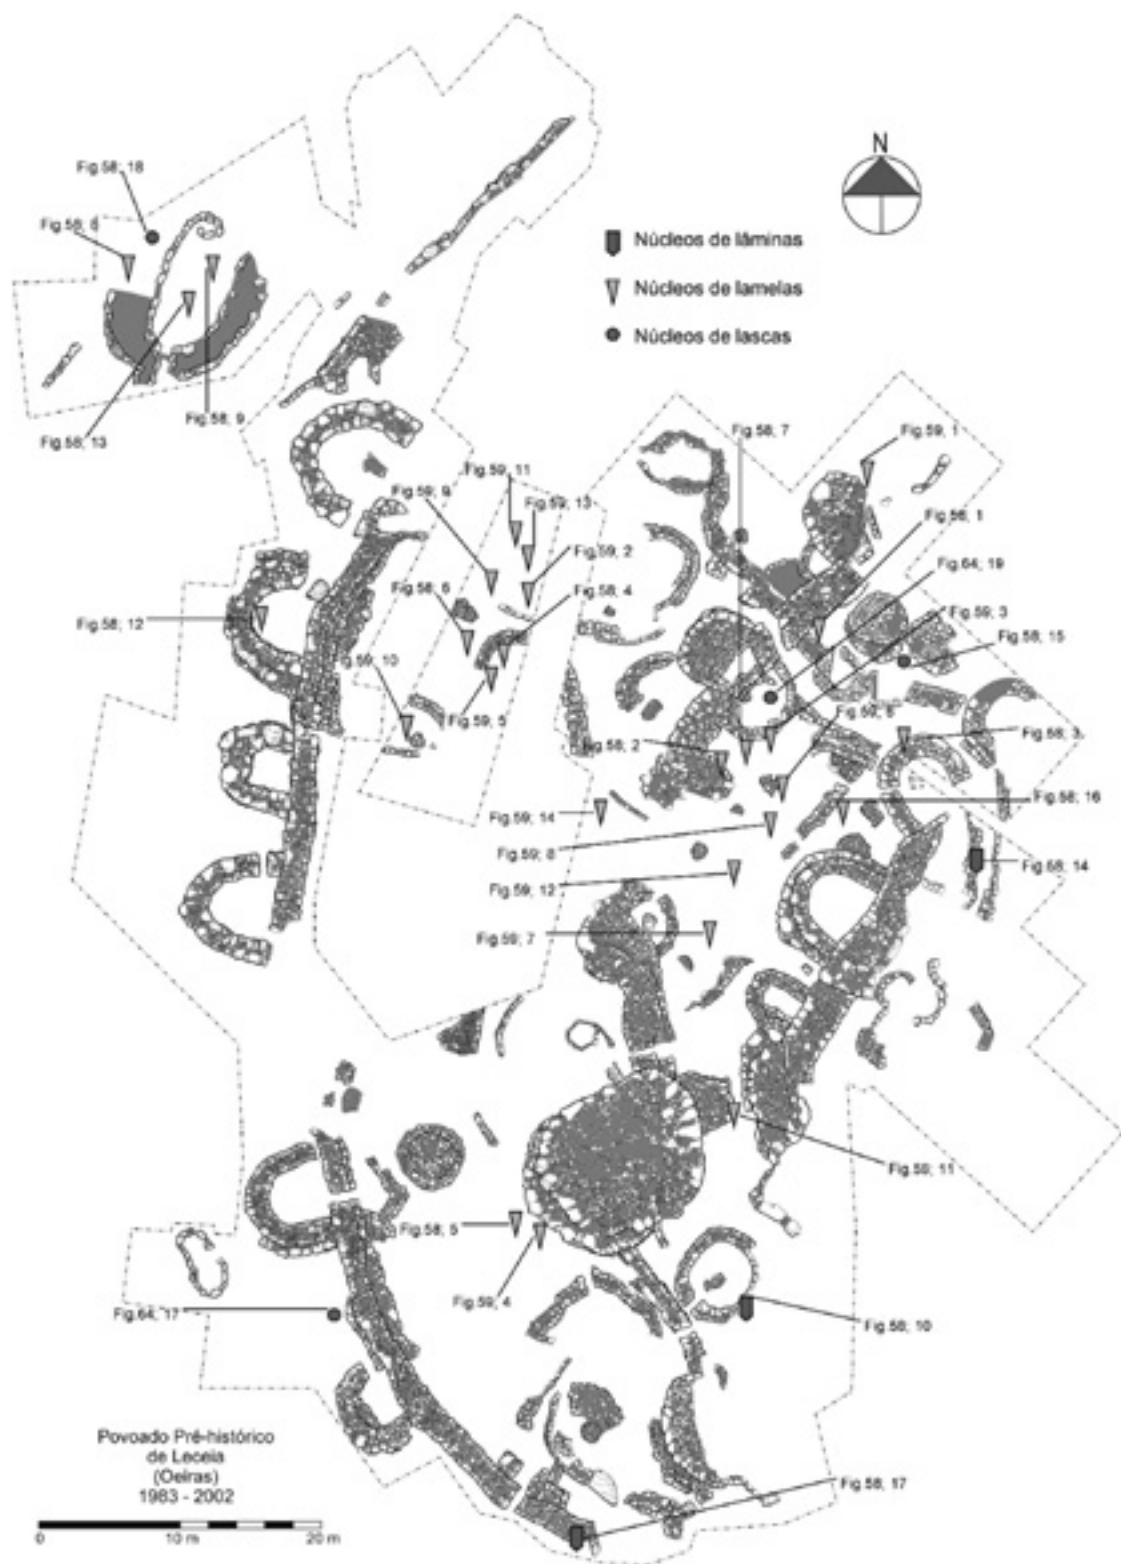 N
Núcleos de lâminas
Núcleos de lamelas
Núcleos de lascas
Fig.58; 18
Fig.58; 8
Fig.58; 9
Fig.58; 13
Fig.58; 7
Fig.59; 1
Fig.59; 11
Fig.59; 9
Fig.59; 13
Fig.59; 2
Fig.58; 4
Fig.58; 6
Fig.58; 1
Fig.64; 19
Fig.59; 3
Fig.58; 15
Fig.58; 12
Fig.59; 10
Fig.59; 5
Fig.59; 6
Fig.58; 2
Fig.58; 3
Fig.58; 16
Fig.59; 14
Fig.59; 8
Fig.58; 14
Fig.59; 12
Fig.59; 7
Fig.59; 11
Fig.58; 5
Fig.59; 4
Fig.64; 17
Fig.58; 10
Fig.58; 17
Povoado Pré-histórico
de Leceia
(Oeiras)
1983 - 2002
0 10 m 20 m